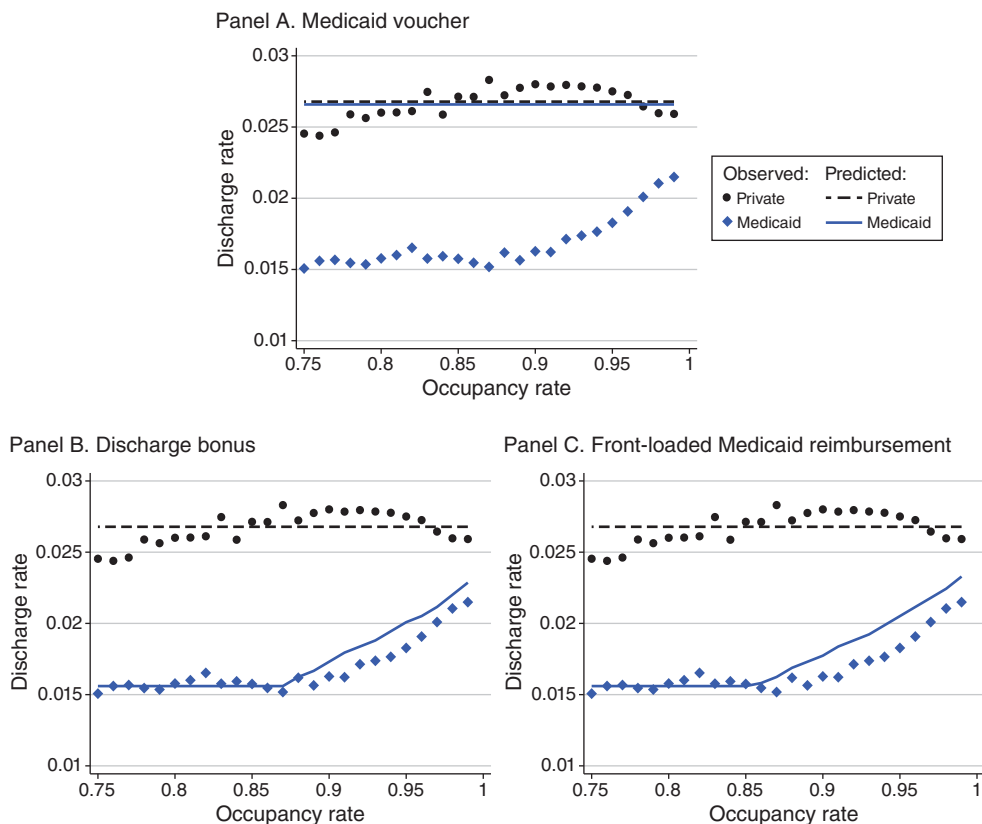 Panel A. Medicaid voucher
0.03
0.025
0.02
0.015
0.01
Discharge rate
0.75 0.8 0.85 0.9 0.95 1
Occupancy rate
Observed: Predicted:
Private Private
Medicaid Medicaid
Panel B. Discharge bonus
0.03
0.025
0.02
0.015
0.01
Discharge rate
0.75 0.8 0.85 0.9 0.95 1
Occupancy rate
Panel C. Front-loaded Medicaid reimbursement
0.03
0.025
0.02
0.015
0.01
Discharge rate
0.75 0.8 0.85 0.9 0.95 1
Occupancy rate